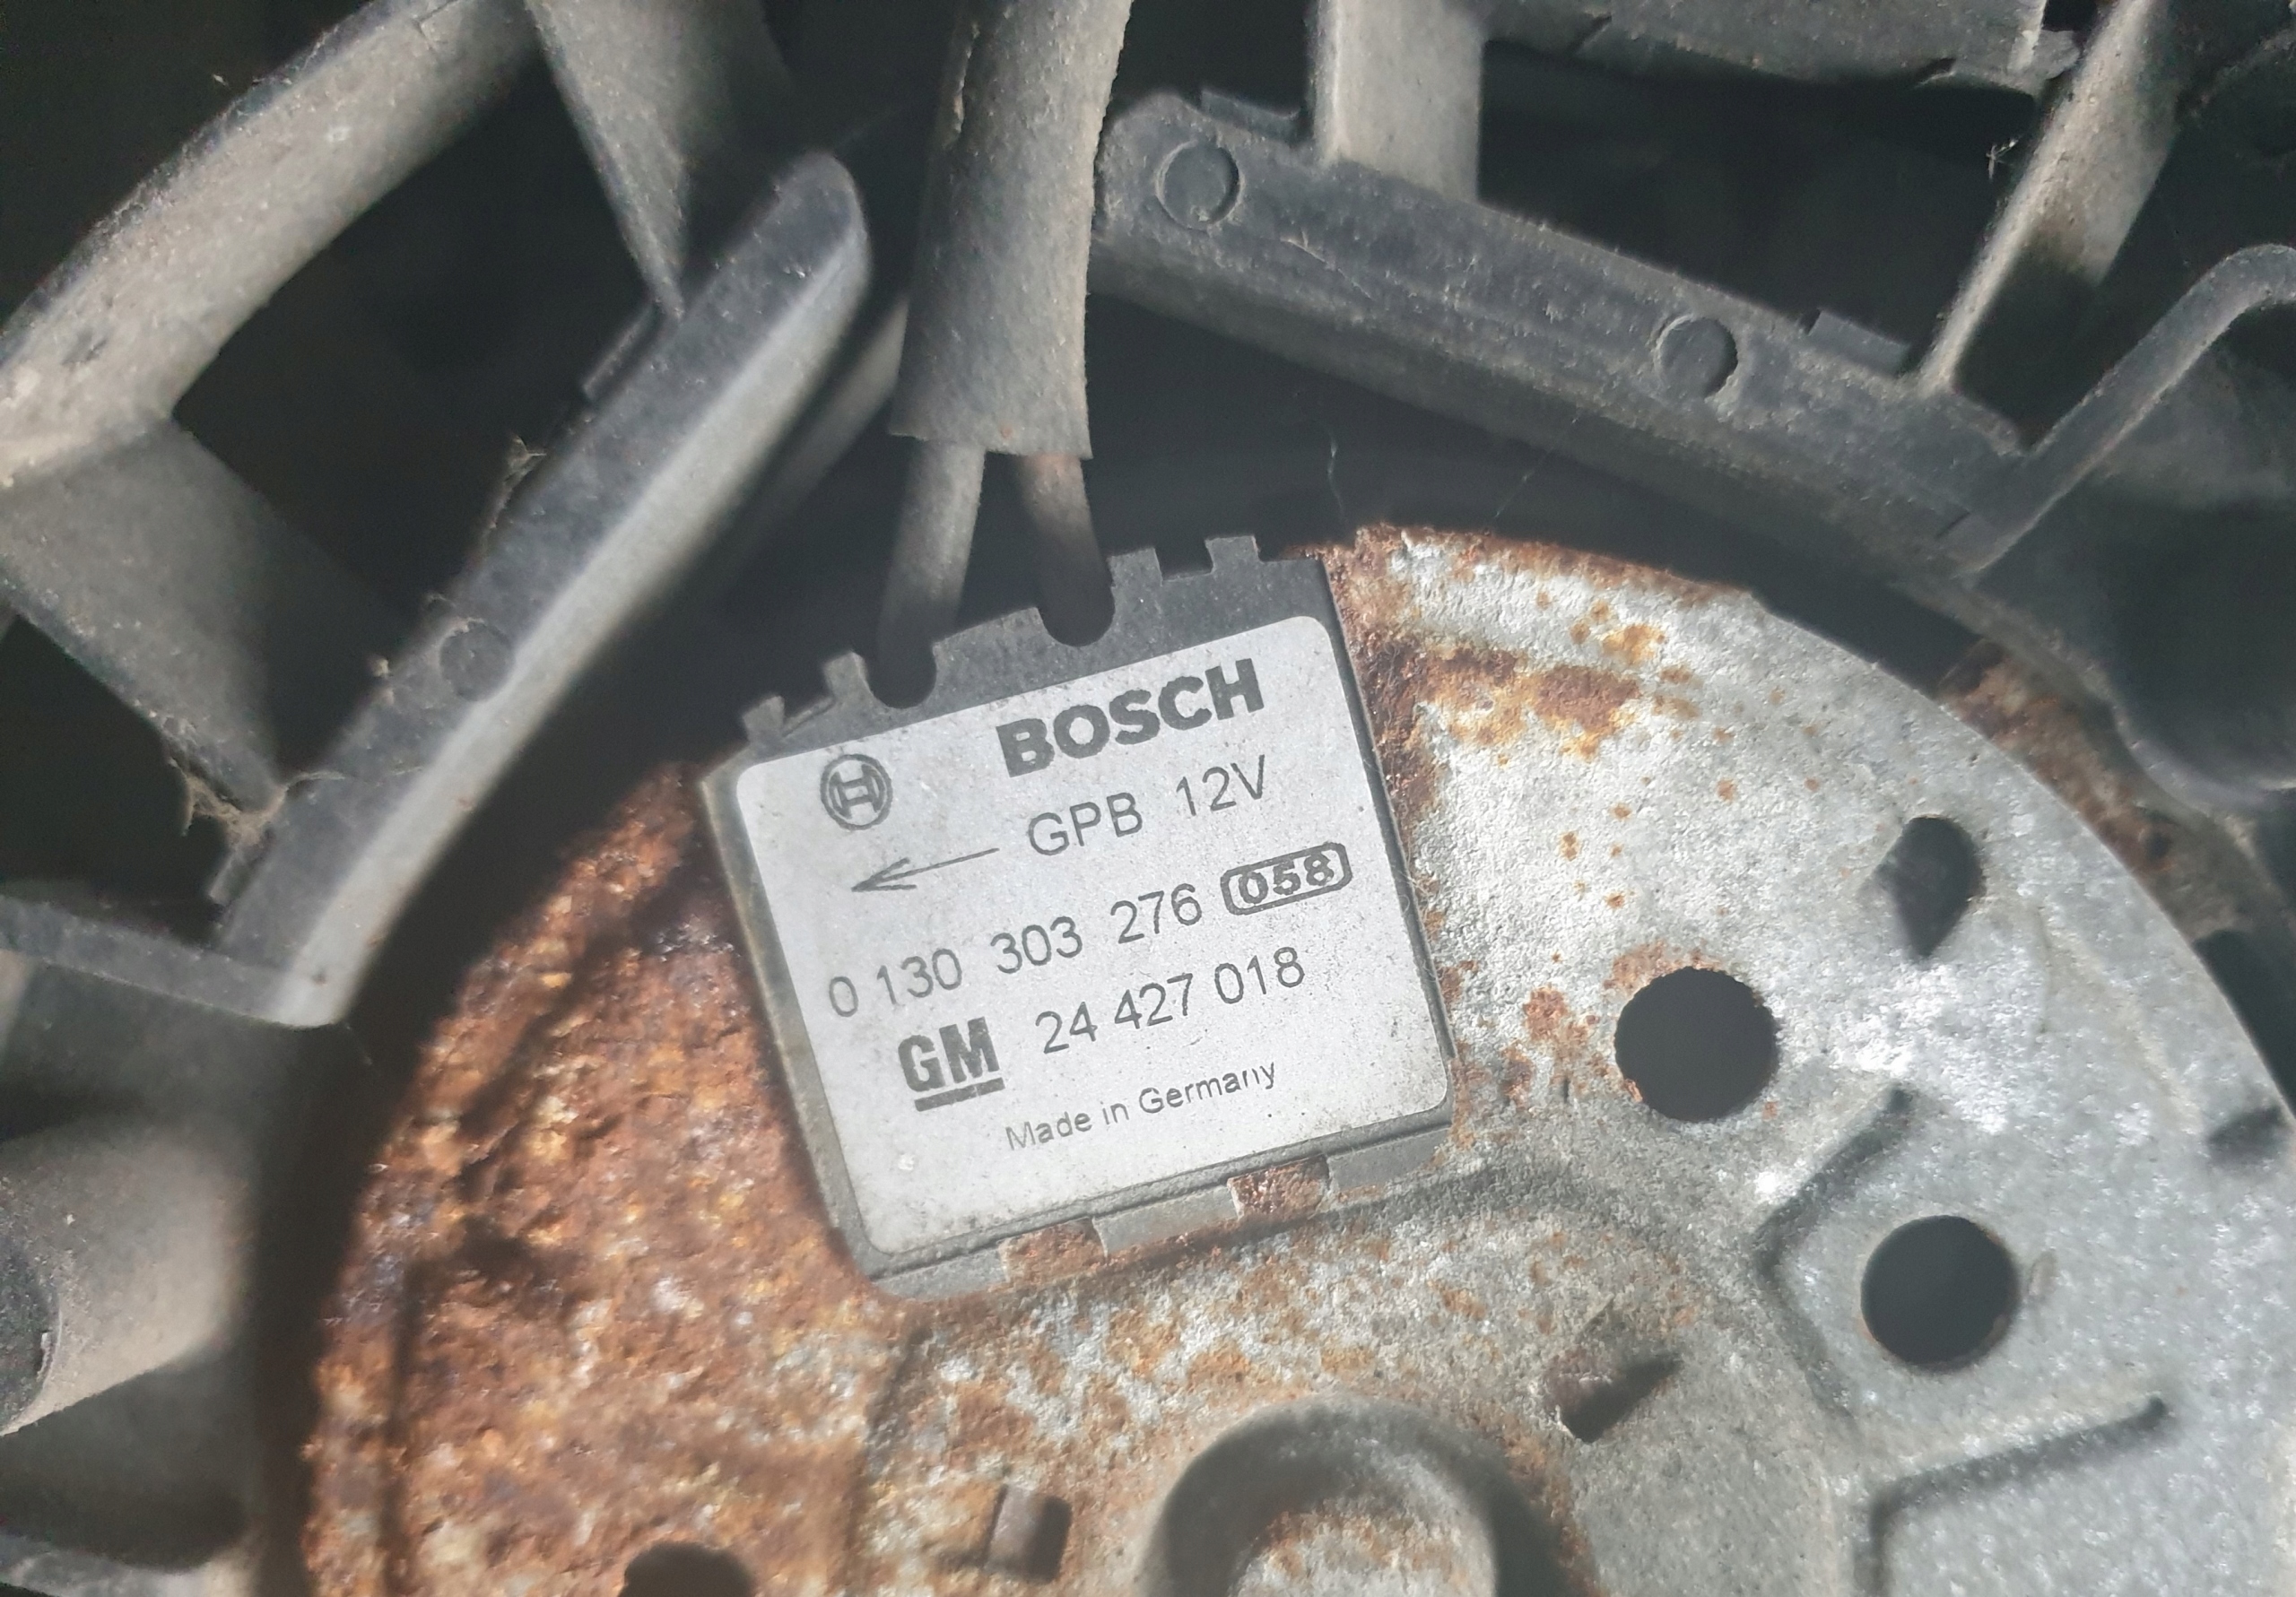 BOSCH
GPB 12V
0 130 303 276 058
GM 24 427 018
Made in Germany